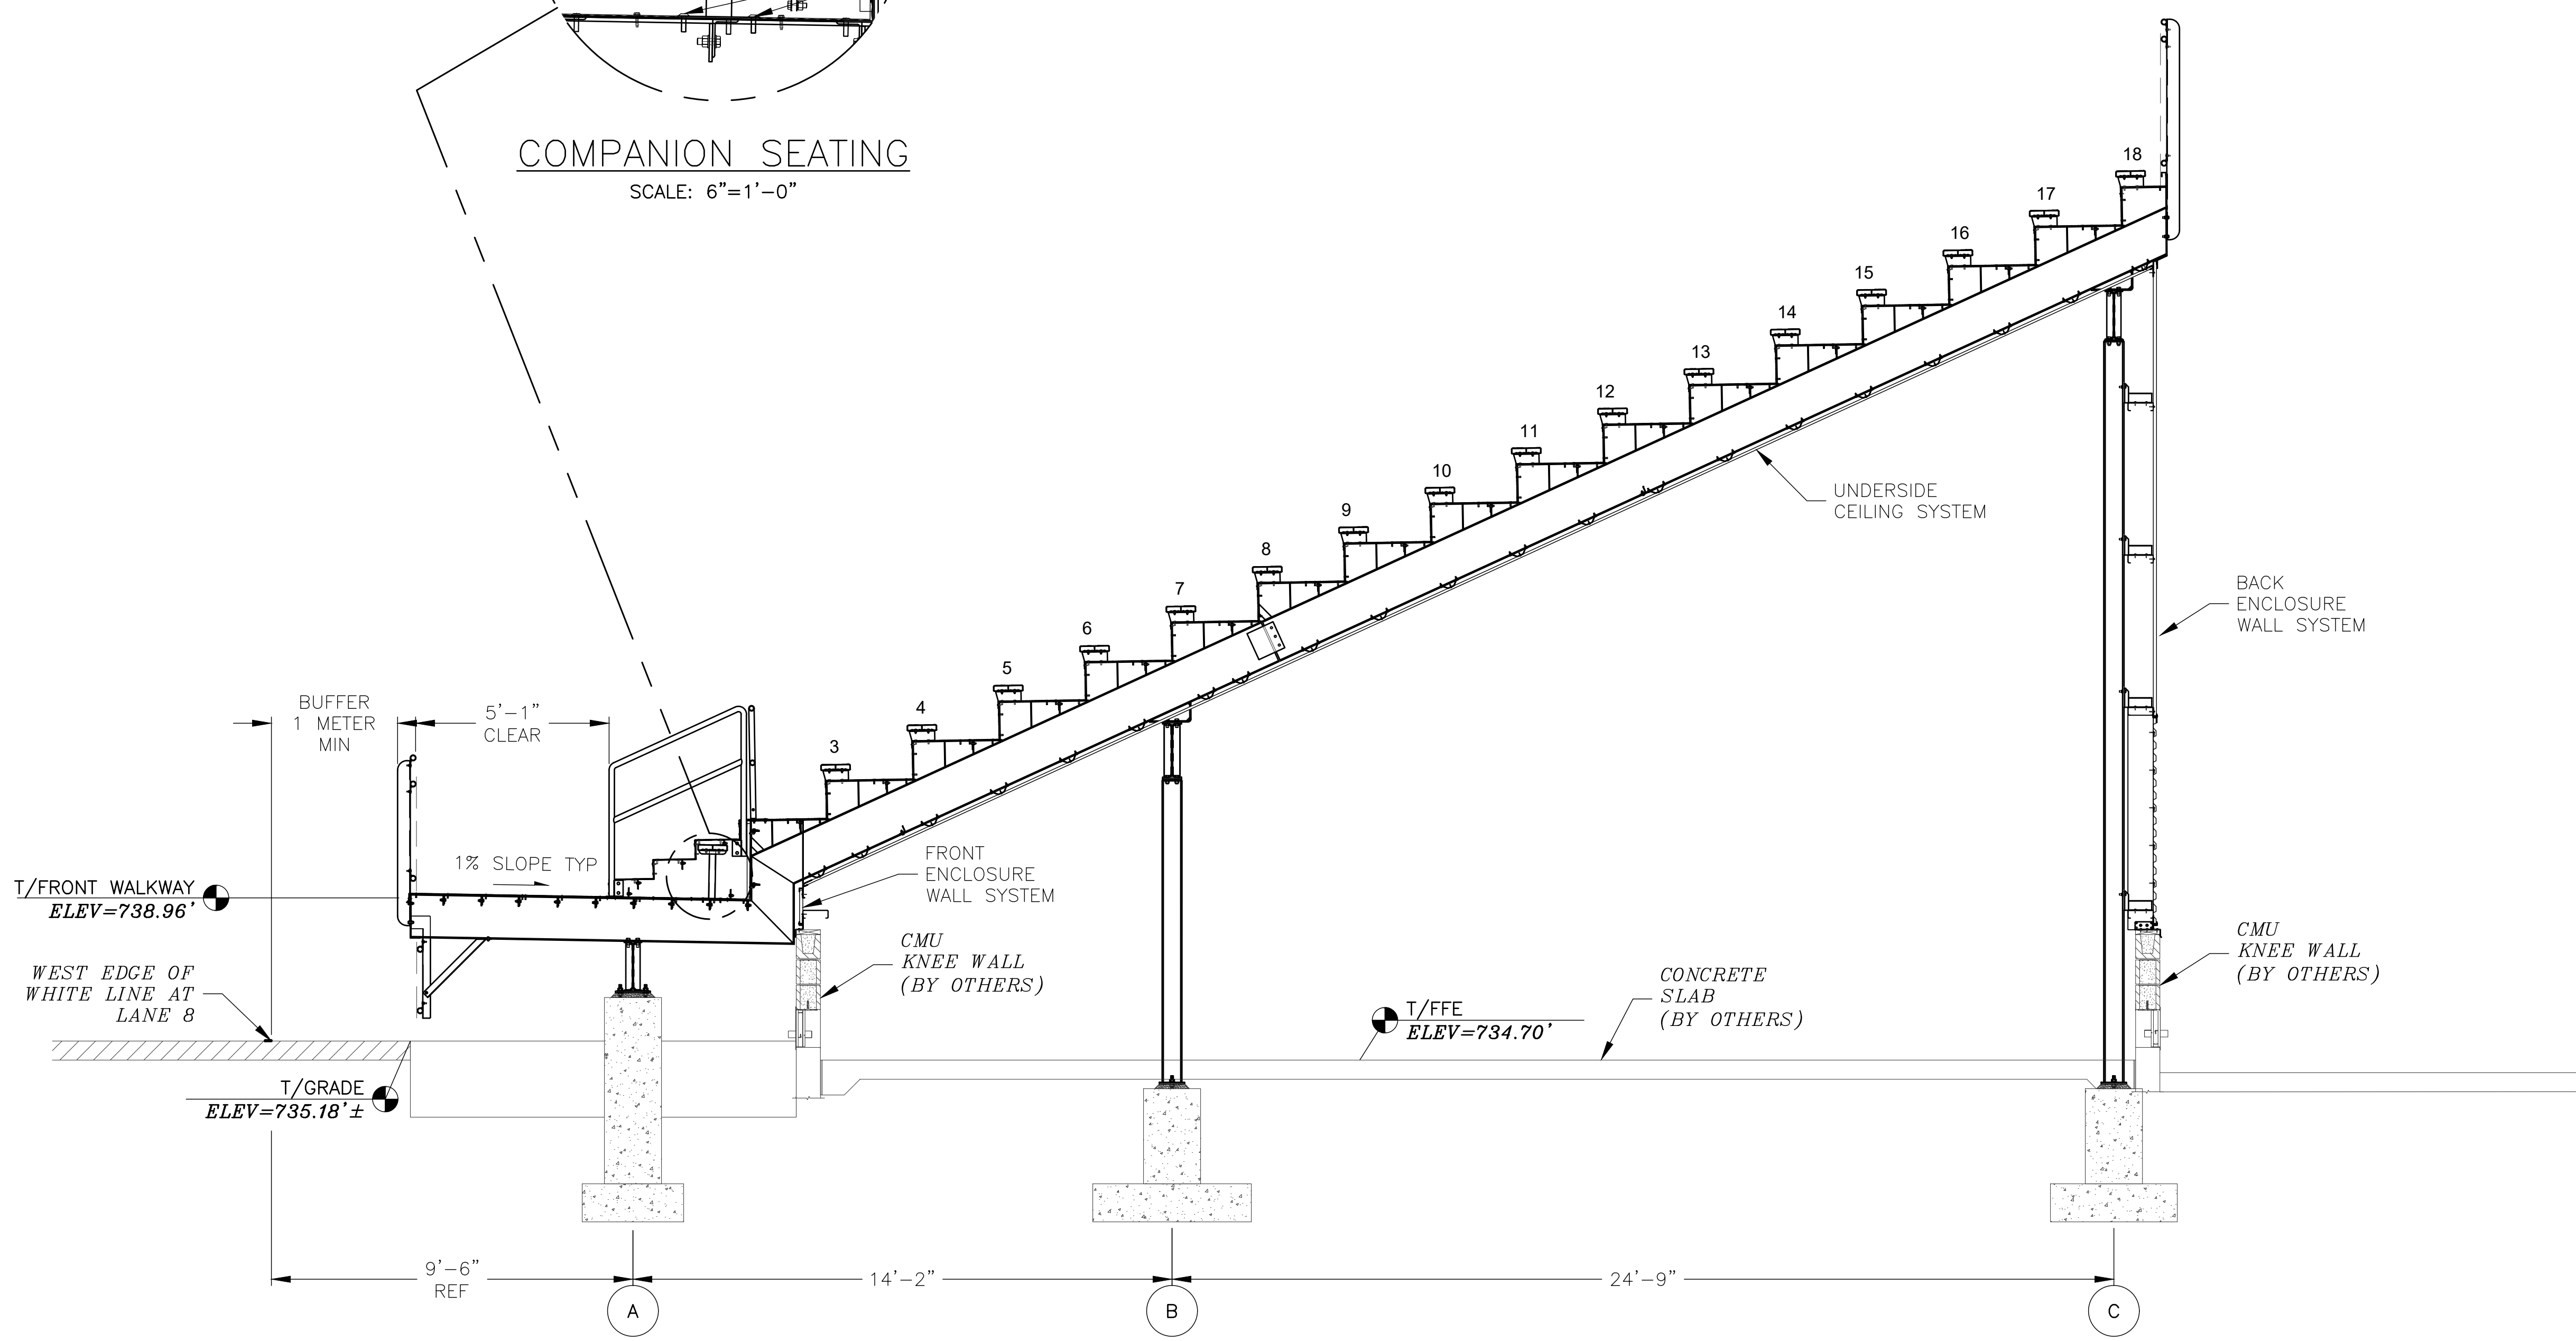 COMPANION SEATING
SCALE: 6"=1'-0"
18
17
16
15
14
13
12
11
10
9
8
7
6
5
4
3
UNDERSIDE
CEILING SYSTEM
BACK
ENCLOSURE
WALL SYSTEM
BUFFER
1 METER
MIN
5'-1"
CLEAR
1% SLOPE TYP
FRONT
ENCLOSURE
WALL SYSTEM
T/FRONT WALKWAY
ELEV=738.96'
WEST EDGE OF
WHITE LINE AT
LANE 8
CMU
KNEE WALL
(BY OTHERS)
CONCRETE
SLAB
(BY OTHERS)
CMU
KNEE WALL
(BY OTHERS)
T/FFE
ELEV=734.70'
T/GRADE
ELEV=735.18'±
9'-6"
REF
14'-2"
24'-9"
A
B
C